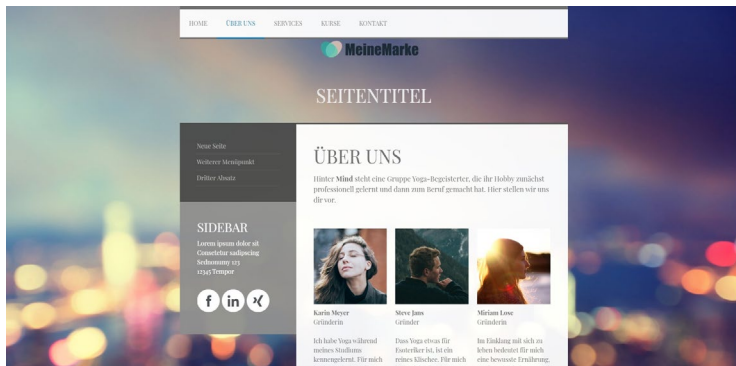 HOME ÜBER UNS SERVICES KURSE KONTAKT
MeineMarke
SEITENTITEL
Neue Seite
Weiterer Menüpunkt
Dritter Absatz
SIDEBAR
Lorem ipsum dolor sit
Consetetur sadipscing
Sednonumy 123
12345 Tempor
ÜBER UNS
Hinter Mind steht eine Gruppe Yoga-Begeisterter, die ihr Hobby zunächst
professionell gelernt und dann zum Beruf gemacht hat. Hier stellen wir uns
dir vor.
Karin Meyer
Gründerin
Ich habe Yoga während
meines Studiums
kennengelernt. Für mich
Steve Jans
Gründer
Dass Yoga etwas für
Esoteriker ist, ist ein
reines Klischee. Für mich
Miriam Lose
Gründerin
Im Einklang mit sich zu
leben bedeutet für mich
eine bewusste Ernährung,